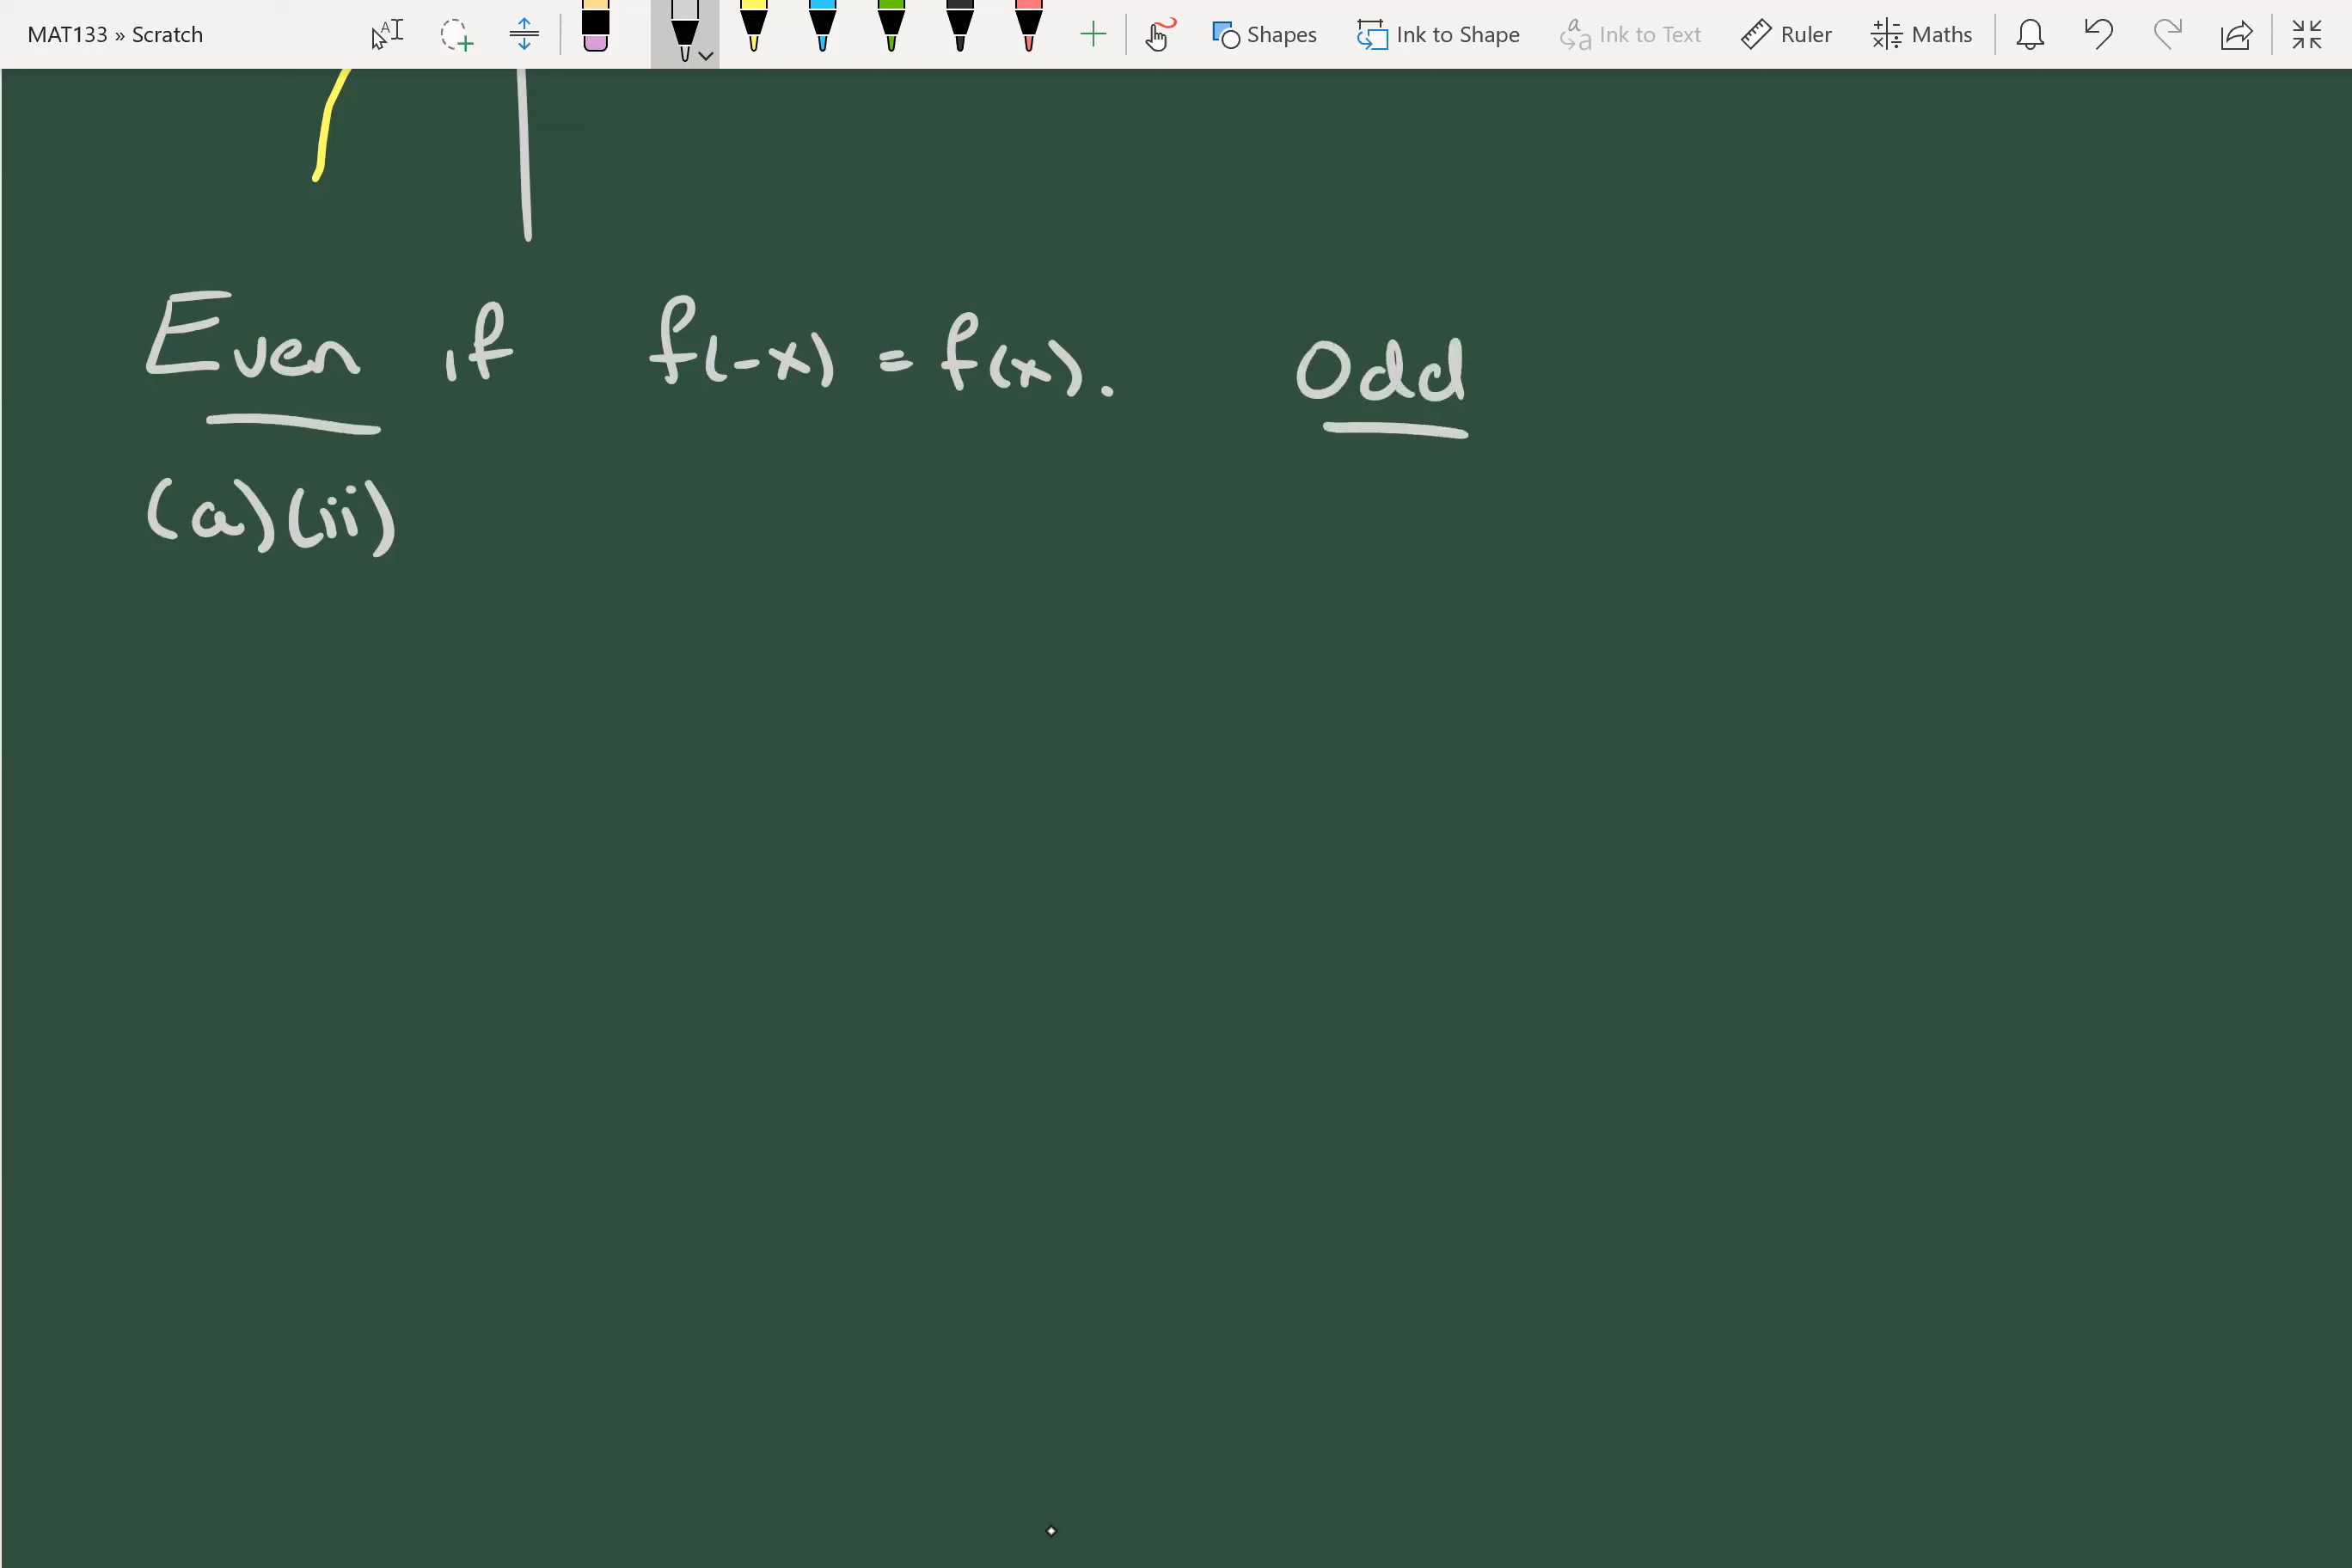 MAT133 » Scratch Shapes Ink to Shape Ink to Text Ruler Maths
Even if f(-x) = f(x). Odd
(a)(ii)